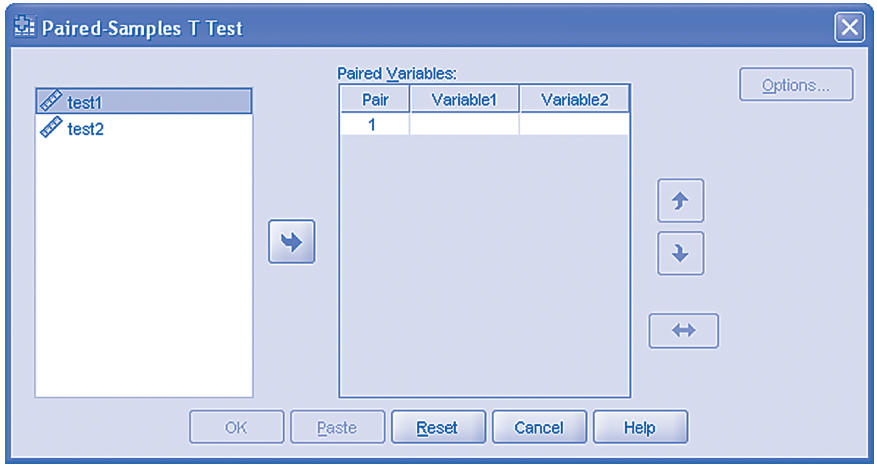 Paired-Samples T Test
test1
test2
Paired Variables:
Pair Variable1 Variable2
1
Options...
OK Paste Reset Cancel Help